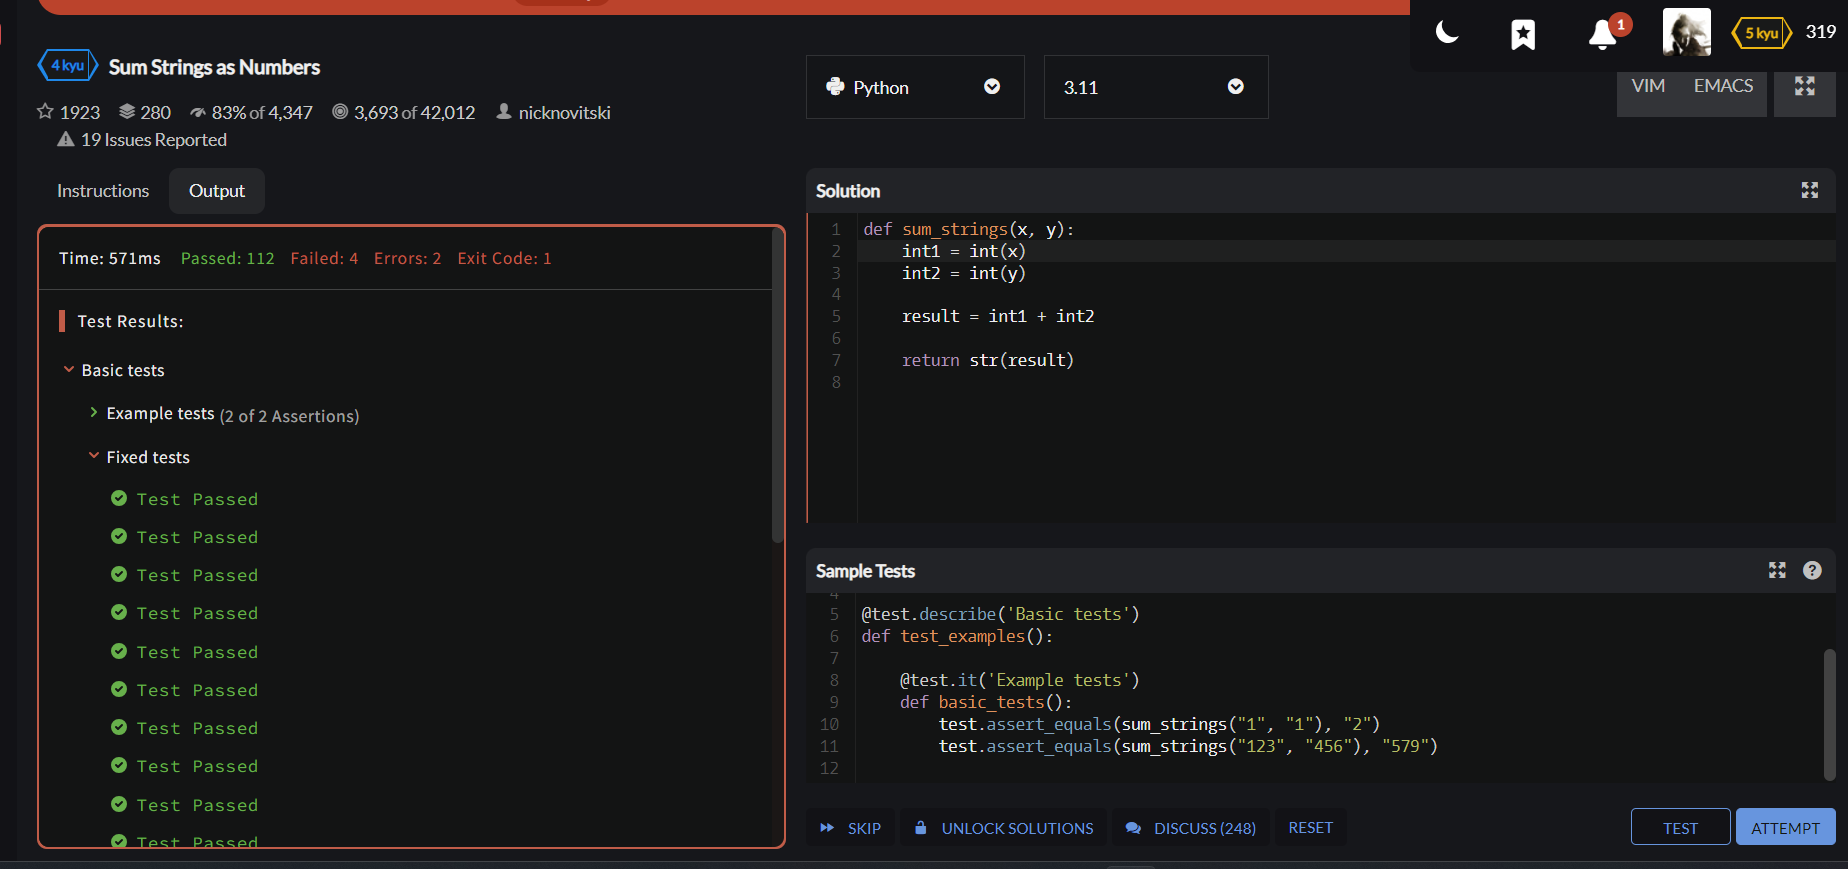 1
5 kyu
319
4 kyu
Sum Strings as Numbers
1923 280 83% of 4,347 3,693 of 42,012 nicknovitski
19 Issues Reported
Python
3.11
VIM EMACS
Instructions
Output
Time: 571ms Passed: 112 Failed: 4 Errors: 2 Exit Code: 1
Test Results:
Basic tests
Example tests (2 of 2 Assertions)
Fixed tests
Test Passed
Test Passed
Test Passed
Test Passed
Test Passed
Test Passed
Test Passed
Test Passed
Test Passed
Test Passed
Solution
1 def sum_strings(x, y):
2 int1 = int(x)
3 int2 = int(y)
4
5 result = int1 + int2
6
7 return str(result)
8
Sample Tests
4
5 @test.describe('Basic tests')
6 def test_examples():
7
8 @test.it('Example tests')
9 def basic_tests():
10 test.assert_equals(sum_strings("1", "1"), "2")
11 test.assert_equals(sum_strings("123", "456"), "579")
12
SKIP
UNLOCK SOLUTIONS
DISCUSS (248)
RESET
TEST
ATTEMPT